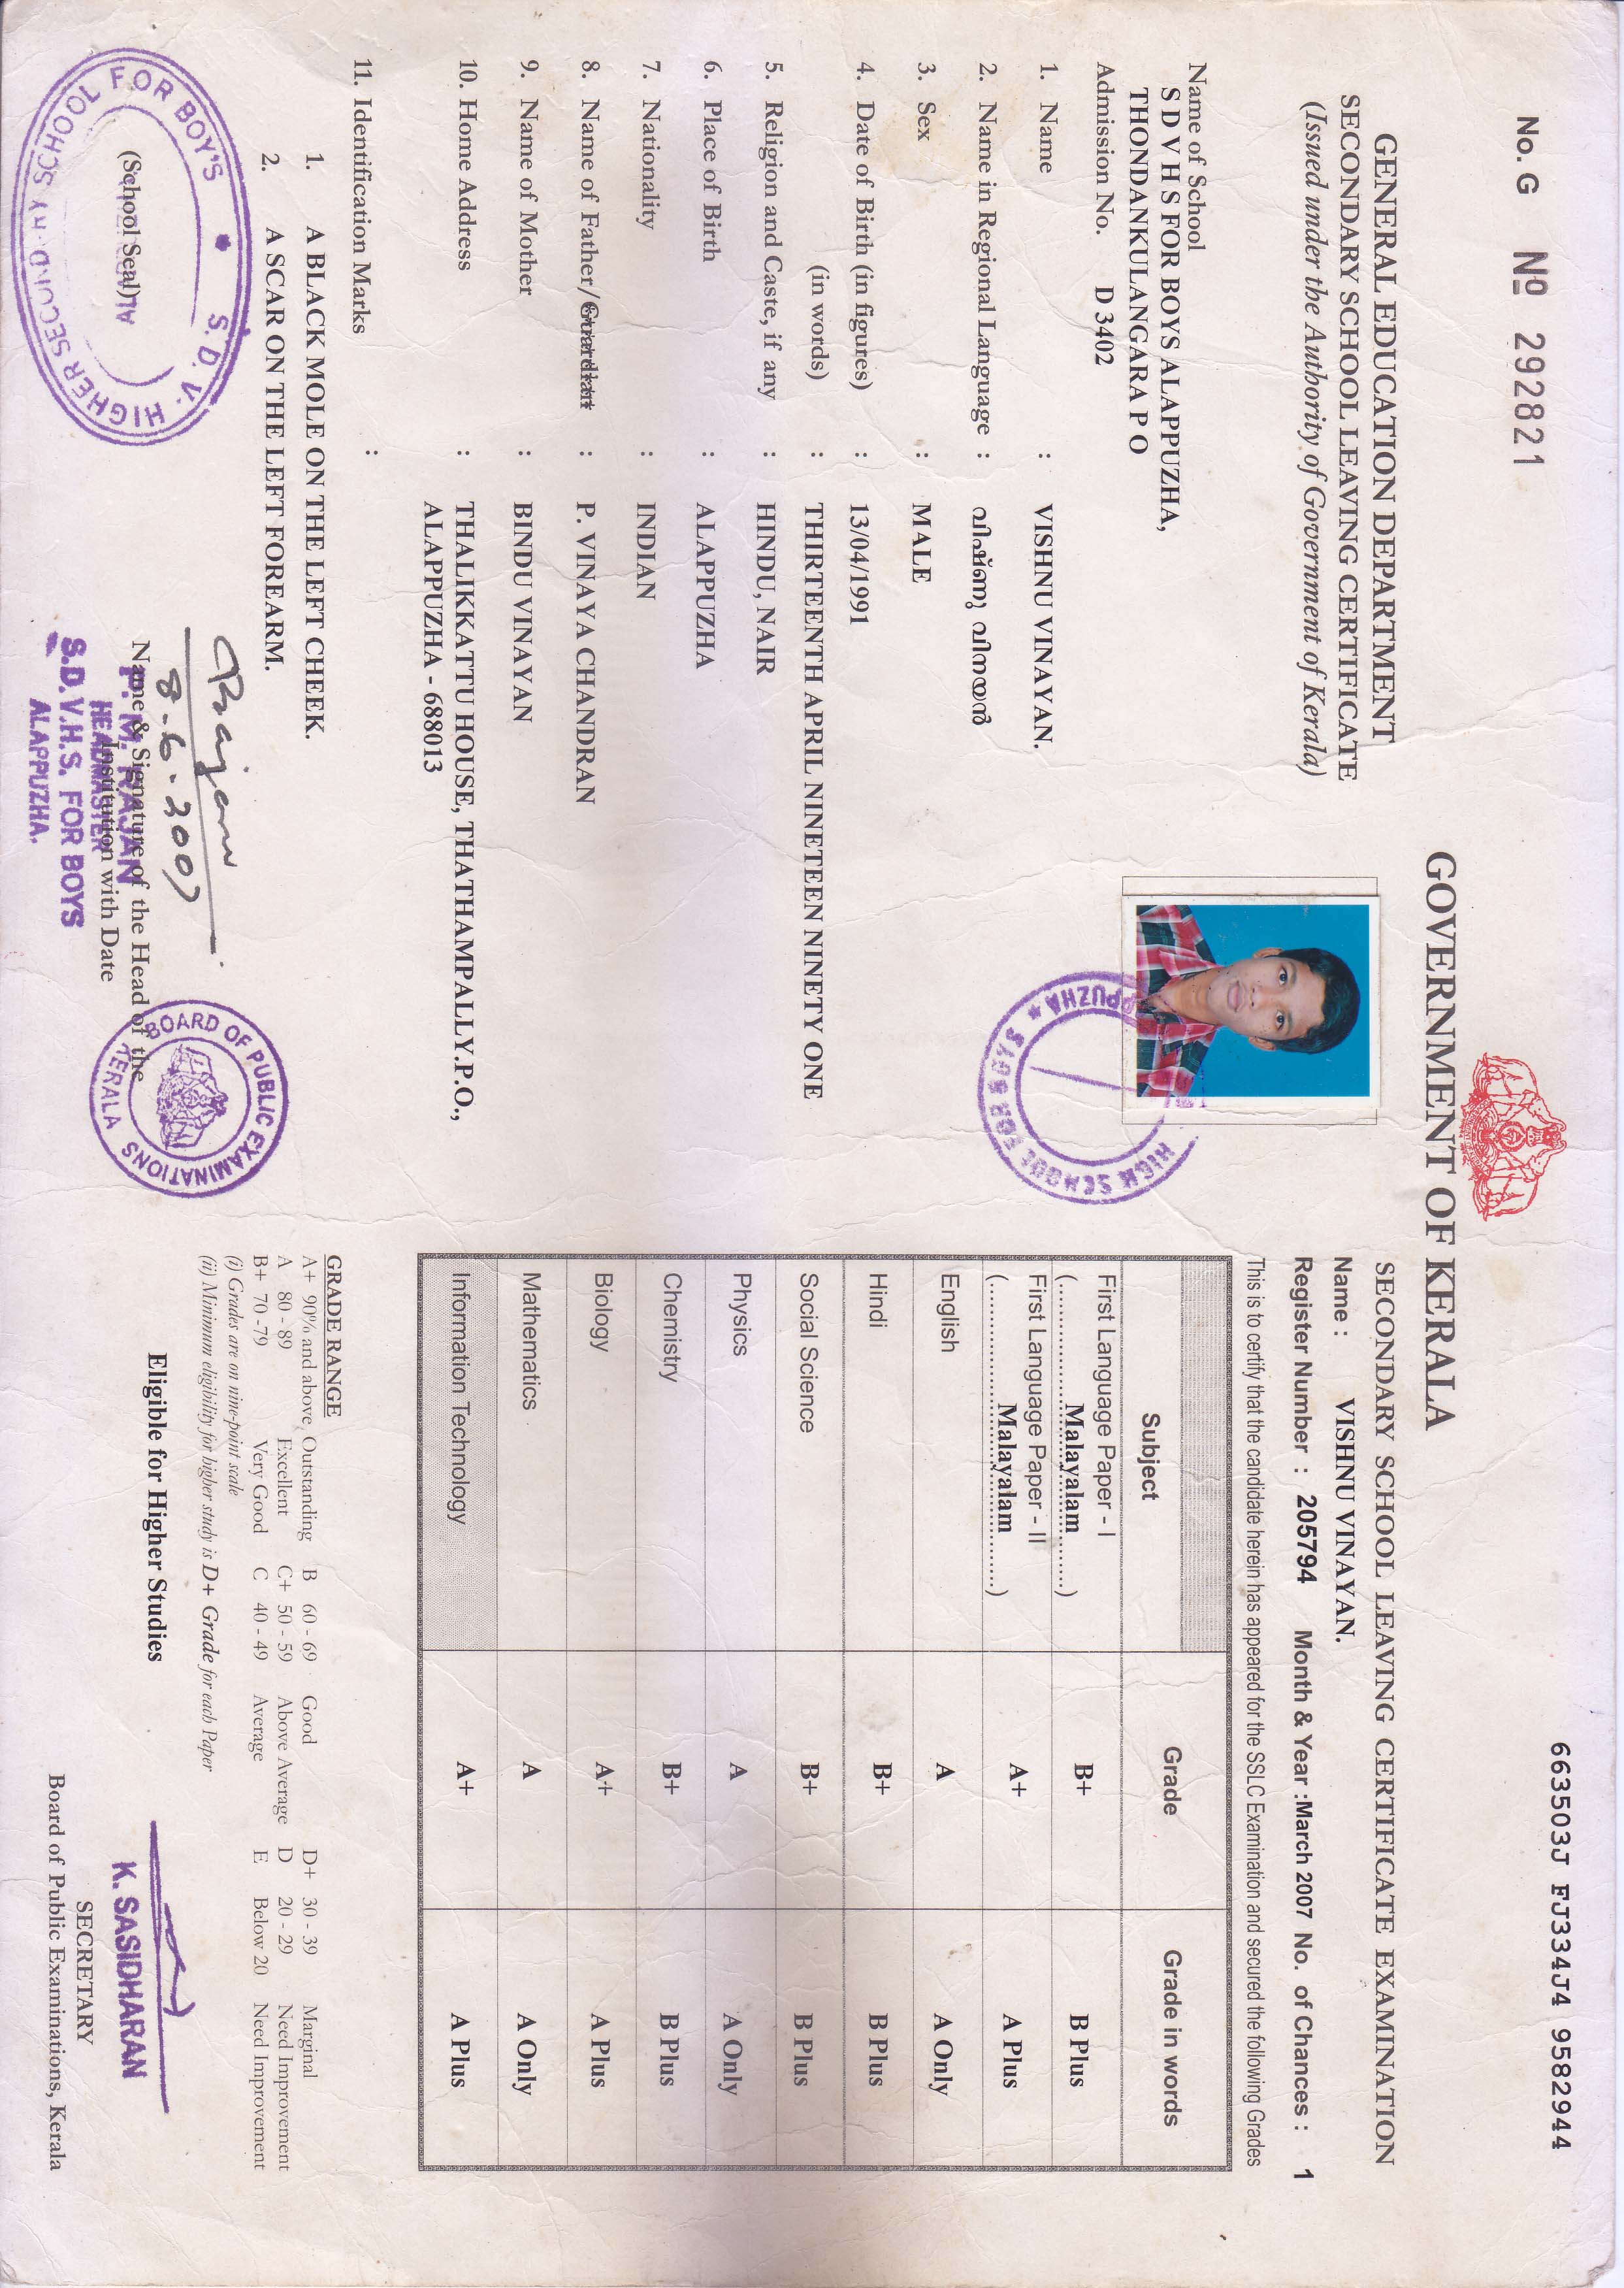 No. G Nº 292821
663503J FJ334J4 9582944
GOVERNMENT OF KERALA
GENERAL EDUCATION DEPARTMENT
SECONDARY SCHOOL LEAVING CERTIFICATE
(Issued under the Authority of Government of Kerala)
Name of School
S D V H S FOR BOYS ALAPPUZHA,
THONDANKULANGARA P O
Admission No. D 3402
1. Name : VISHNU VINAYAN.
2. Name in Regional Language : വിഷ്ണു വിനയൻ
3. Sex : MALE
4. Date of Birth (in figures) : 13/04/1991
(in words) : THIRTEENTH APRIL NINETEEN NINETY ONE
5. Religion and Caste, if any : HINDU, NAIR
6. Place of Birth : ALAPPUZHA
7. Nationality : INDIAN
8. Name of Father/Guardian : P. VINAYA CHANDRAN
9. Name of Mother : BINDU VINAYAN
10. Home Address : THALIKKATTU HOUSE, THATHAMPALLY.P.O.,
ALAPPUZHA - 688013
11. Identification Marks :
1. A BLACK MOLE ON THE LEFT CHEEK.
2. A SCAR ON THE LEFT FOREARM.
(School Seal)
S. D. V. HIGHER SECONDARY SCHOOL FOR BOY'S
Rajan
8-6-2007
Name & Signature of the Head of the
Institution with Date
P. M. RAJAN
HEADMASTER
S.D.V.H.S. FOR BOYS
ALAPPUZHA.
BOARD OF PUBLIC EXAMINATIONS
KERALA
HIGH SCHOOL FOR BOYS
SECONDARY SCHOOL LEAVING CERTIFICATE EXAMINATION
Name : VISHNU VINAYAN.
Register Number : 205794 Month & Year :March 2007 No. of Chances : 1
This is to certify that the candidate herein has appeared for the SSLC Examination and secured the following Grades
Subject Grade Grade in words
First Language Paper - I
(..........Malayalam..........) B+ B Plus
First Language Paper - II
(..........Malayalam..........) A+ A Plus
English A A Only
Hindi B+ B Plus
Social Science B+ B Plus
Physics A A Only
Chemistry B+ B Plus
Biology A+ A Plus
Mathematics A A Only
Information Technology A+ A Plus
GRADE RANGE
A+ 90% and above Outstanding B 60 - 69 Good D+ 30 - 39 Marginal
A 80 - 89 Excellent C+ 50 - 59 Above Average D 20 - 29 Need Improvement
B+ 70 -79 Very Good C 40 - 49 Average E Below 20 Need Improvement
(i) Grades are on nine-point scale
(ii) Minimum eligibility for higher study is D+ Grade for each Paper
Eligible for Higher Studies
K. SASIDHARAN
SECRETARY
Board of Public Examinations, Kerala